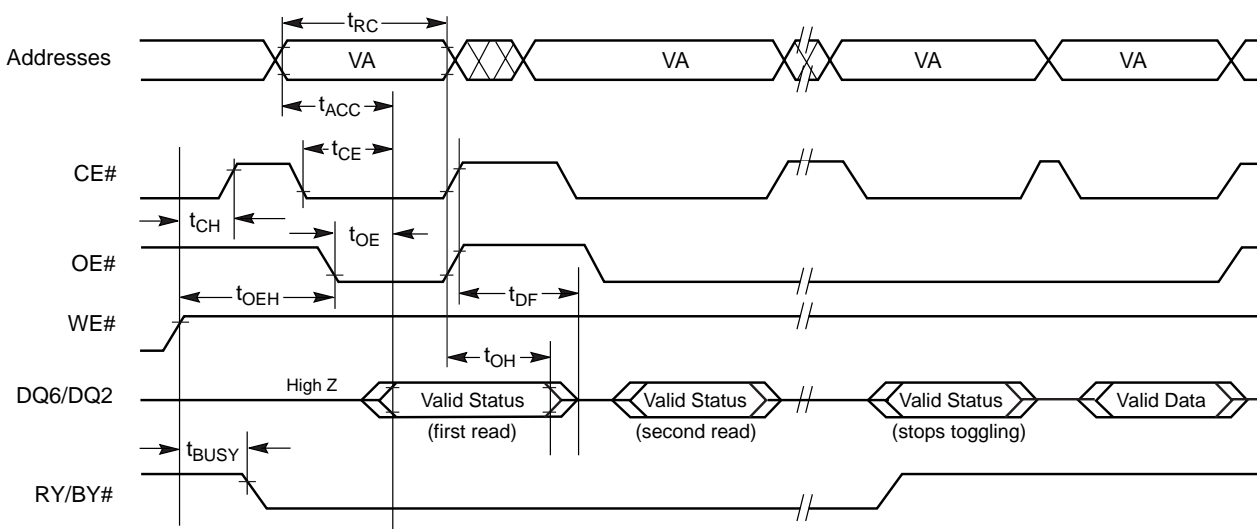 tRC
Addresses VA VA VA VA
tACC
tCE
CE#
tCH
tOE
OE#
tOEH tDF
WE#
tOH
High Z
DQ6/DQ2 Valid Status Valid Status Valid Status Valid Data
(first read) (second read) (stops toggling)
tBUSY
RY/BY#